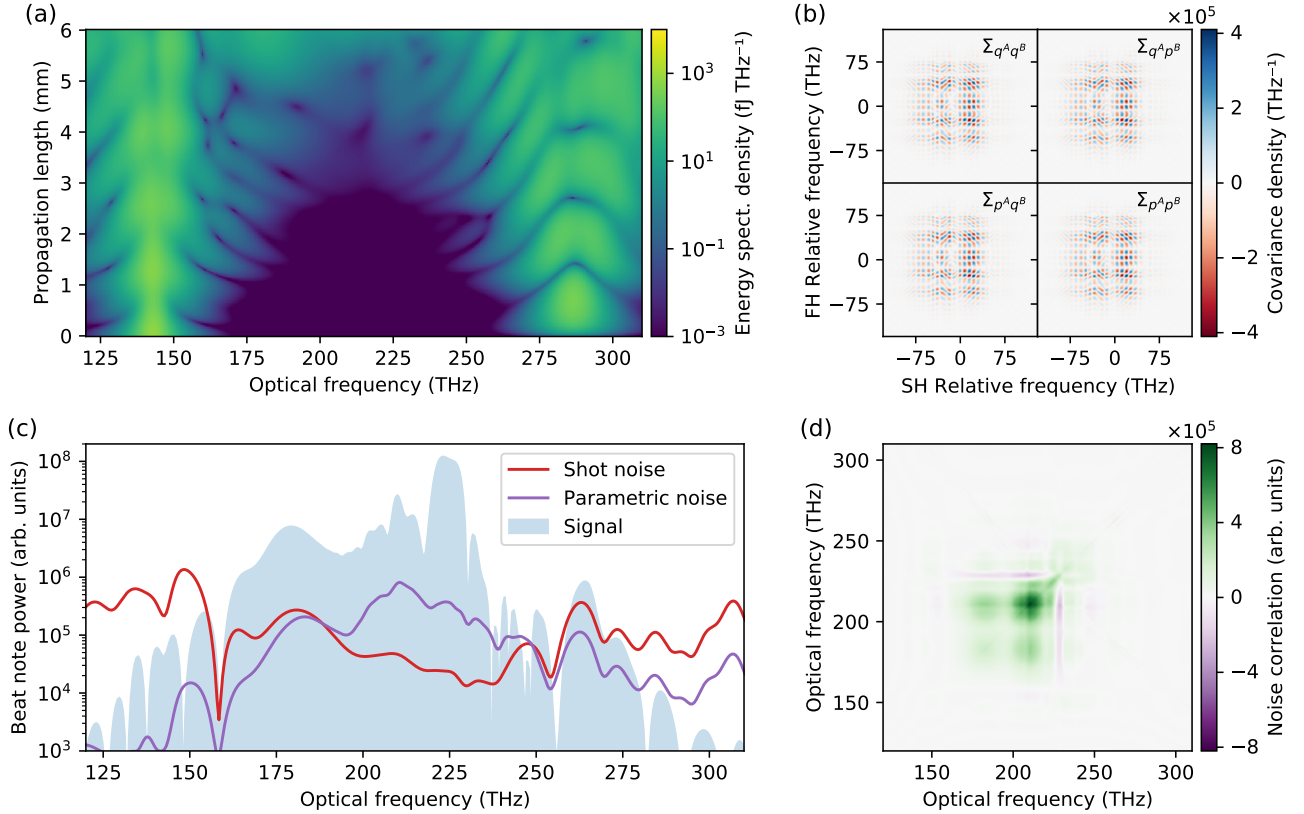 (a)
6
5
4
3
2
1
0
Propagation length (mm)
125 150 175 200 225 250 275 300
Optical frequency (THz)
10³
10¹
10⁻¹
10⁻³
Energy spect. density (fJ THz⁻¹)
(b)
×10⁵
Σqᴬqᴮ Σqᴬpᴮ
Σpᴬqᴮ Σpᴬpᴮ
75
0
−75
75
0
−75
FH Relative frequency (THz)
−75 0 75 −75 0 75
SH Relative frequency (THz)
4
2
0
−2
−4
Covariance density (THz⁻¹)
(c)
10⁸
10⁷
10⁶
10⁵
10⁴
10³
Beat note power (arb. units)
Shot noise
Parametric noise
Signal
125 150 175 200 225 250 275 300
Optical frequency (THz)
(d)
×10⁵
300
250
200
150
Optical frequency (THz)
150 200 250 300
Optical frequency (THz)
8
4
0
−4
−8
Noise correlation (arb. units)